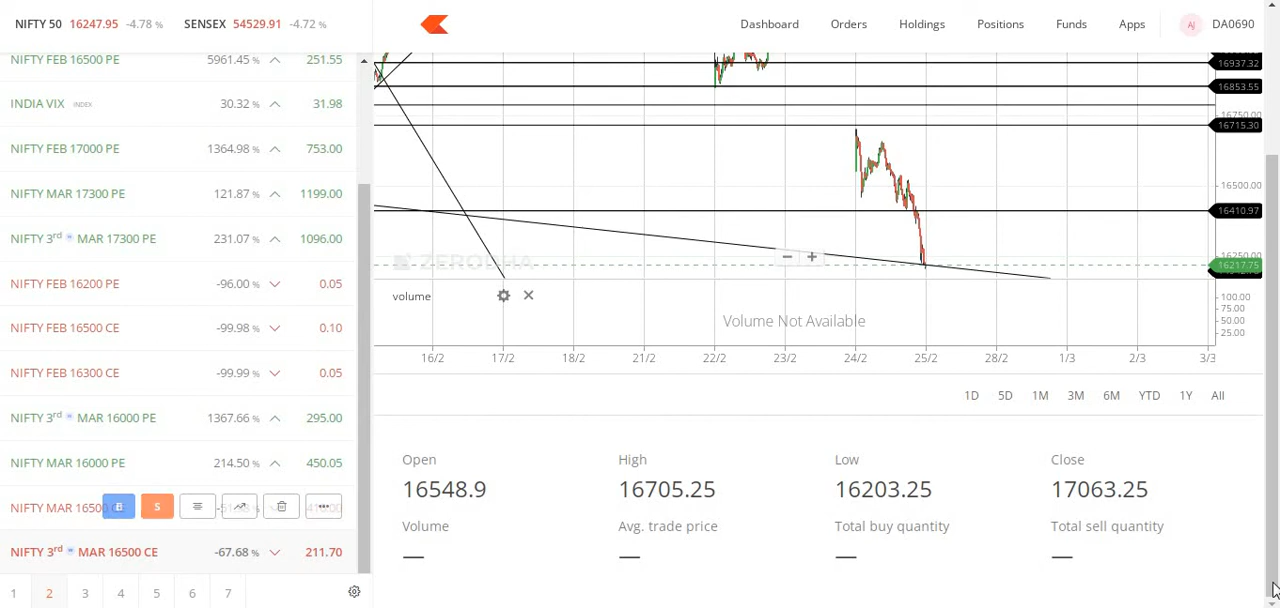 NIFTY 50 16247.95 -4.78 % SENSEX 54529.91 -4.72 %
Dashboard Orders Holdings Positions Funds Apps AJ DA0690
NIFTY FEB 16500 PE 5961.45 % 251.55
INDIA VIX INDEX 30.32 % 31.98
NIFTY FEB 17000 PE 1364.98 % 753.00
NIFTY MAR 17300 PE 121.87 % 1199.00
NIFTY 3rd w MAR 17300 PE 231.07 % 1096.00
NIFTY FEB 16200 PE -96.00 % 0.05
NIFTY FEB 16500 CE -99.98 % 0.10
NIFTY FEB 16300 CE -99.99 % 0.05
NIFTY 3rd w MAR 16000 PE 1367.66 % 295.00
NIFTY MAR 16000 PE 214.50 % 450.05
NIFTY MAR 16500 B S
NIFTY 3rd w MAR 16500 CE -67.68 % 211.70
1 2 3 4 5 6 7
16937.32
16853.55
16750.00
16715.30
16500.00
16410.97
16250.00
16217.75
ZERODHA
− +
volume
Volume Not Available
100.00
75.00
50.00
25.00
16/2 17/2 18/2 21/2 22/2 23/2 24/2 25/2 28/2 1/3 2/3 3/3
1D 5D 1M 3M 6M YTD 1Y All
Open High Low Close
16548.9 16705.25 16203.25 17063.25
Volume Avg. trade price Total buy quantity Total sell quantity
— — — —